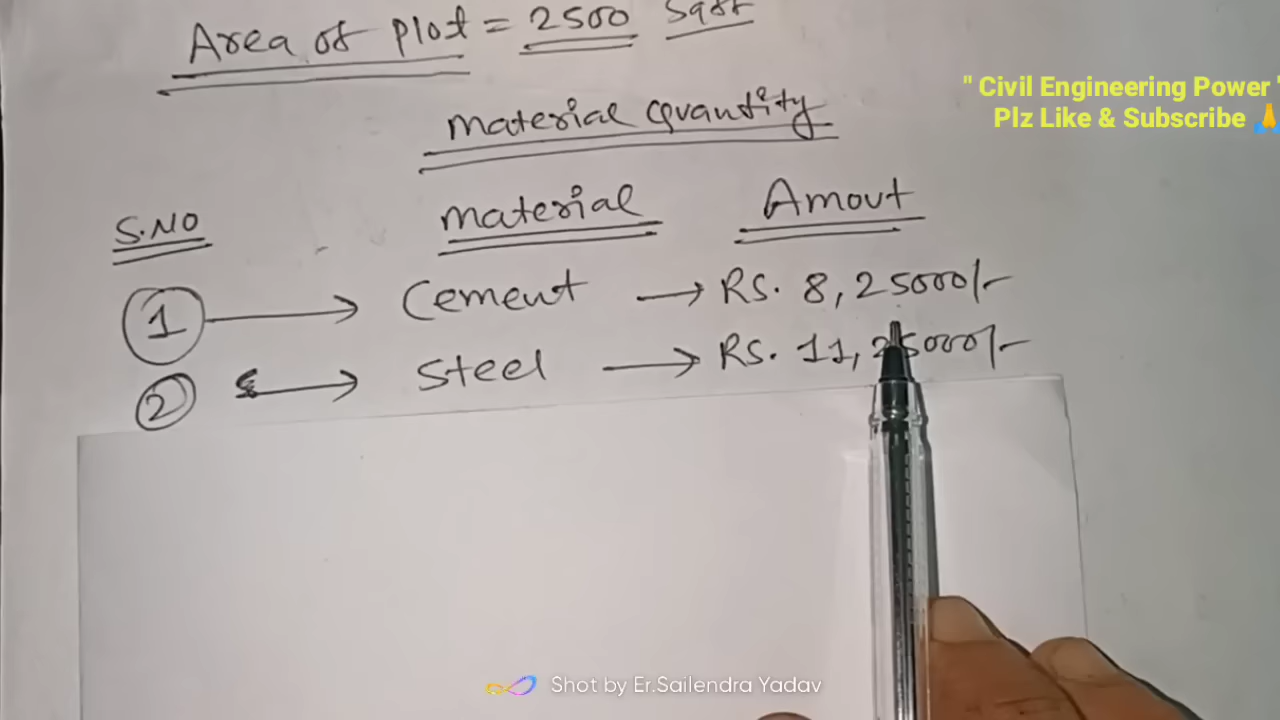 Area of Plot = 2500 Sqft
" Civil Engineering Power "
Plz Like & Subscribe 🙏
Material Quantity
S.NO Material Amout
1 → Cement → RS. 8,25000/-
2 → Steel → RS. 11,25000/-
Shot by Er.Sailendra Yadav